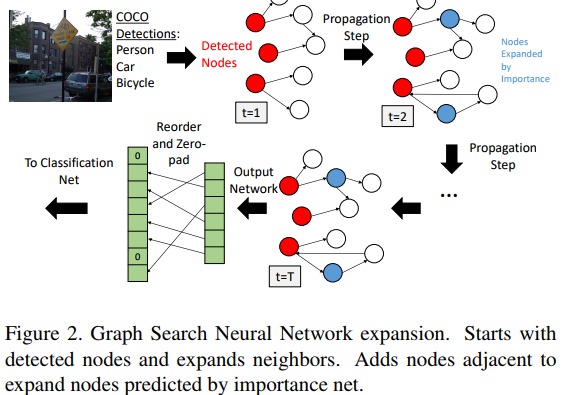 COCO
Detections:
Person
Car
Bicycle
Detected
Nodes
t=1
Propagation
Step
t=2
Nodes
Expanded
by
Importance
Propagation
Step
...
t=T
Output
Network
Reorder
and Zero-
pad
0
0
To Classification
Net
Figure 2. Graph Search Neural Network expansion. Starts with
detected nodes and expands neighbors. Adds nodes adjacent to
expand nodes predicted by importance net.